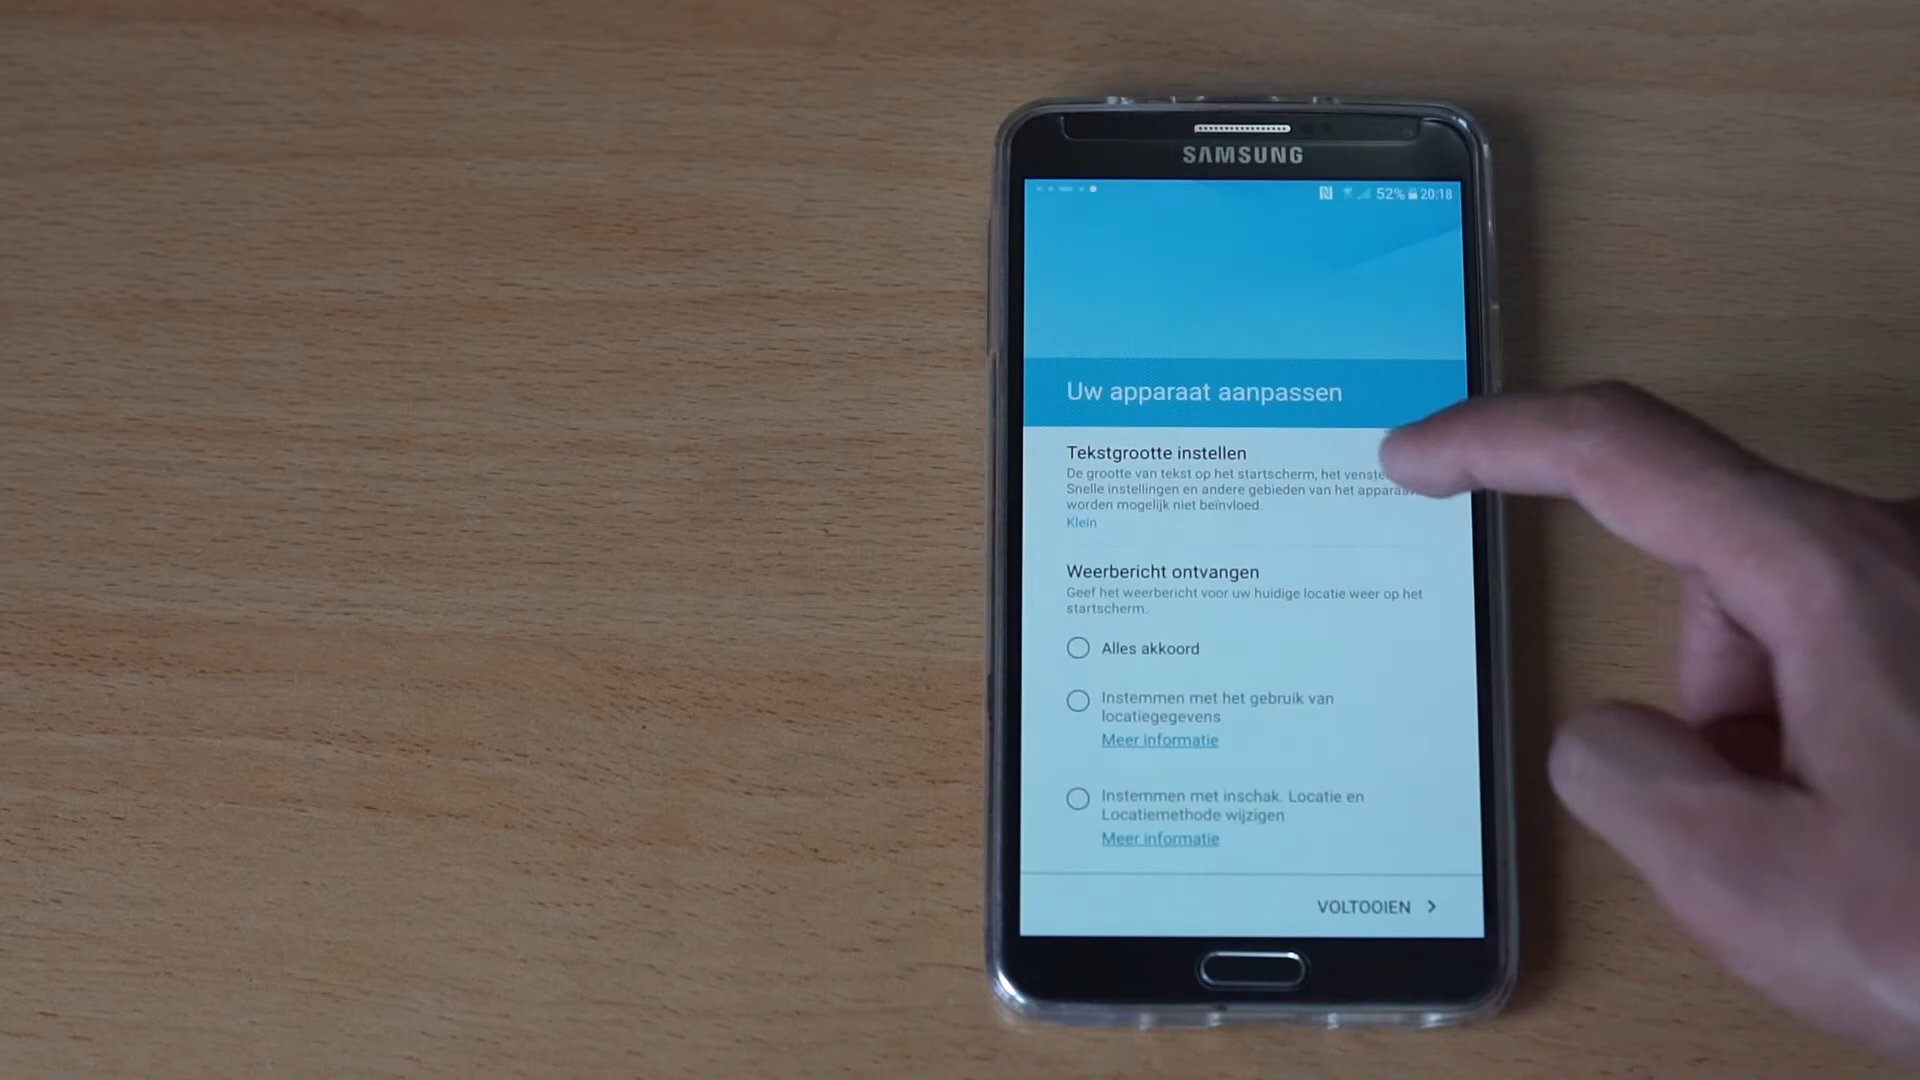 SAMSUNG
52% 20:18
Uw apparaat aanpassen
Tekstgrootte instellen
De grootte van tekst op het startscherm, het
Snelle instellingen en andere gebieden van het
worden mogelijk niet beïnvloed.
Klein
Weerbericht ontvangen
Geef het weerbericht voor uw huidige locatie weer op het
startscherm.
Alles akkoord
Instemmen met het gebruik van
locatiegegevens
Meer informatie
Instemmen met inschak. Locatie en
Locatiemethode wijzigen
Meer informatie
VOLTOOIEN